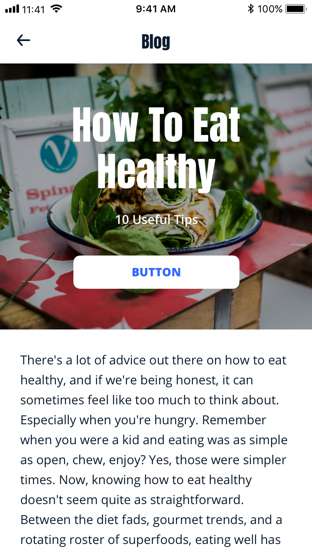 11:41
9:41 AM
100%
Blog
How To Eat
Healthy
10 Useful Tips
BUTTON
There's a lot of advice out there on how to eat
healthy, and if we're being honest, it can
sometimes feel like too much to think about.
Especially when you're hungry. Remember
when you were a kid and eating was as simple
as open, chew, enjoy? Yes, those were simpler
times. Now, knowing how to eat healthy
doesn't seem quite as straightforward.
Between the diet fads, gourmet trends, and a
rotating roster of superfoods, eating well has